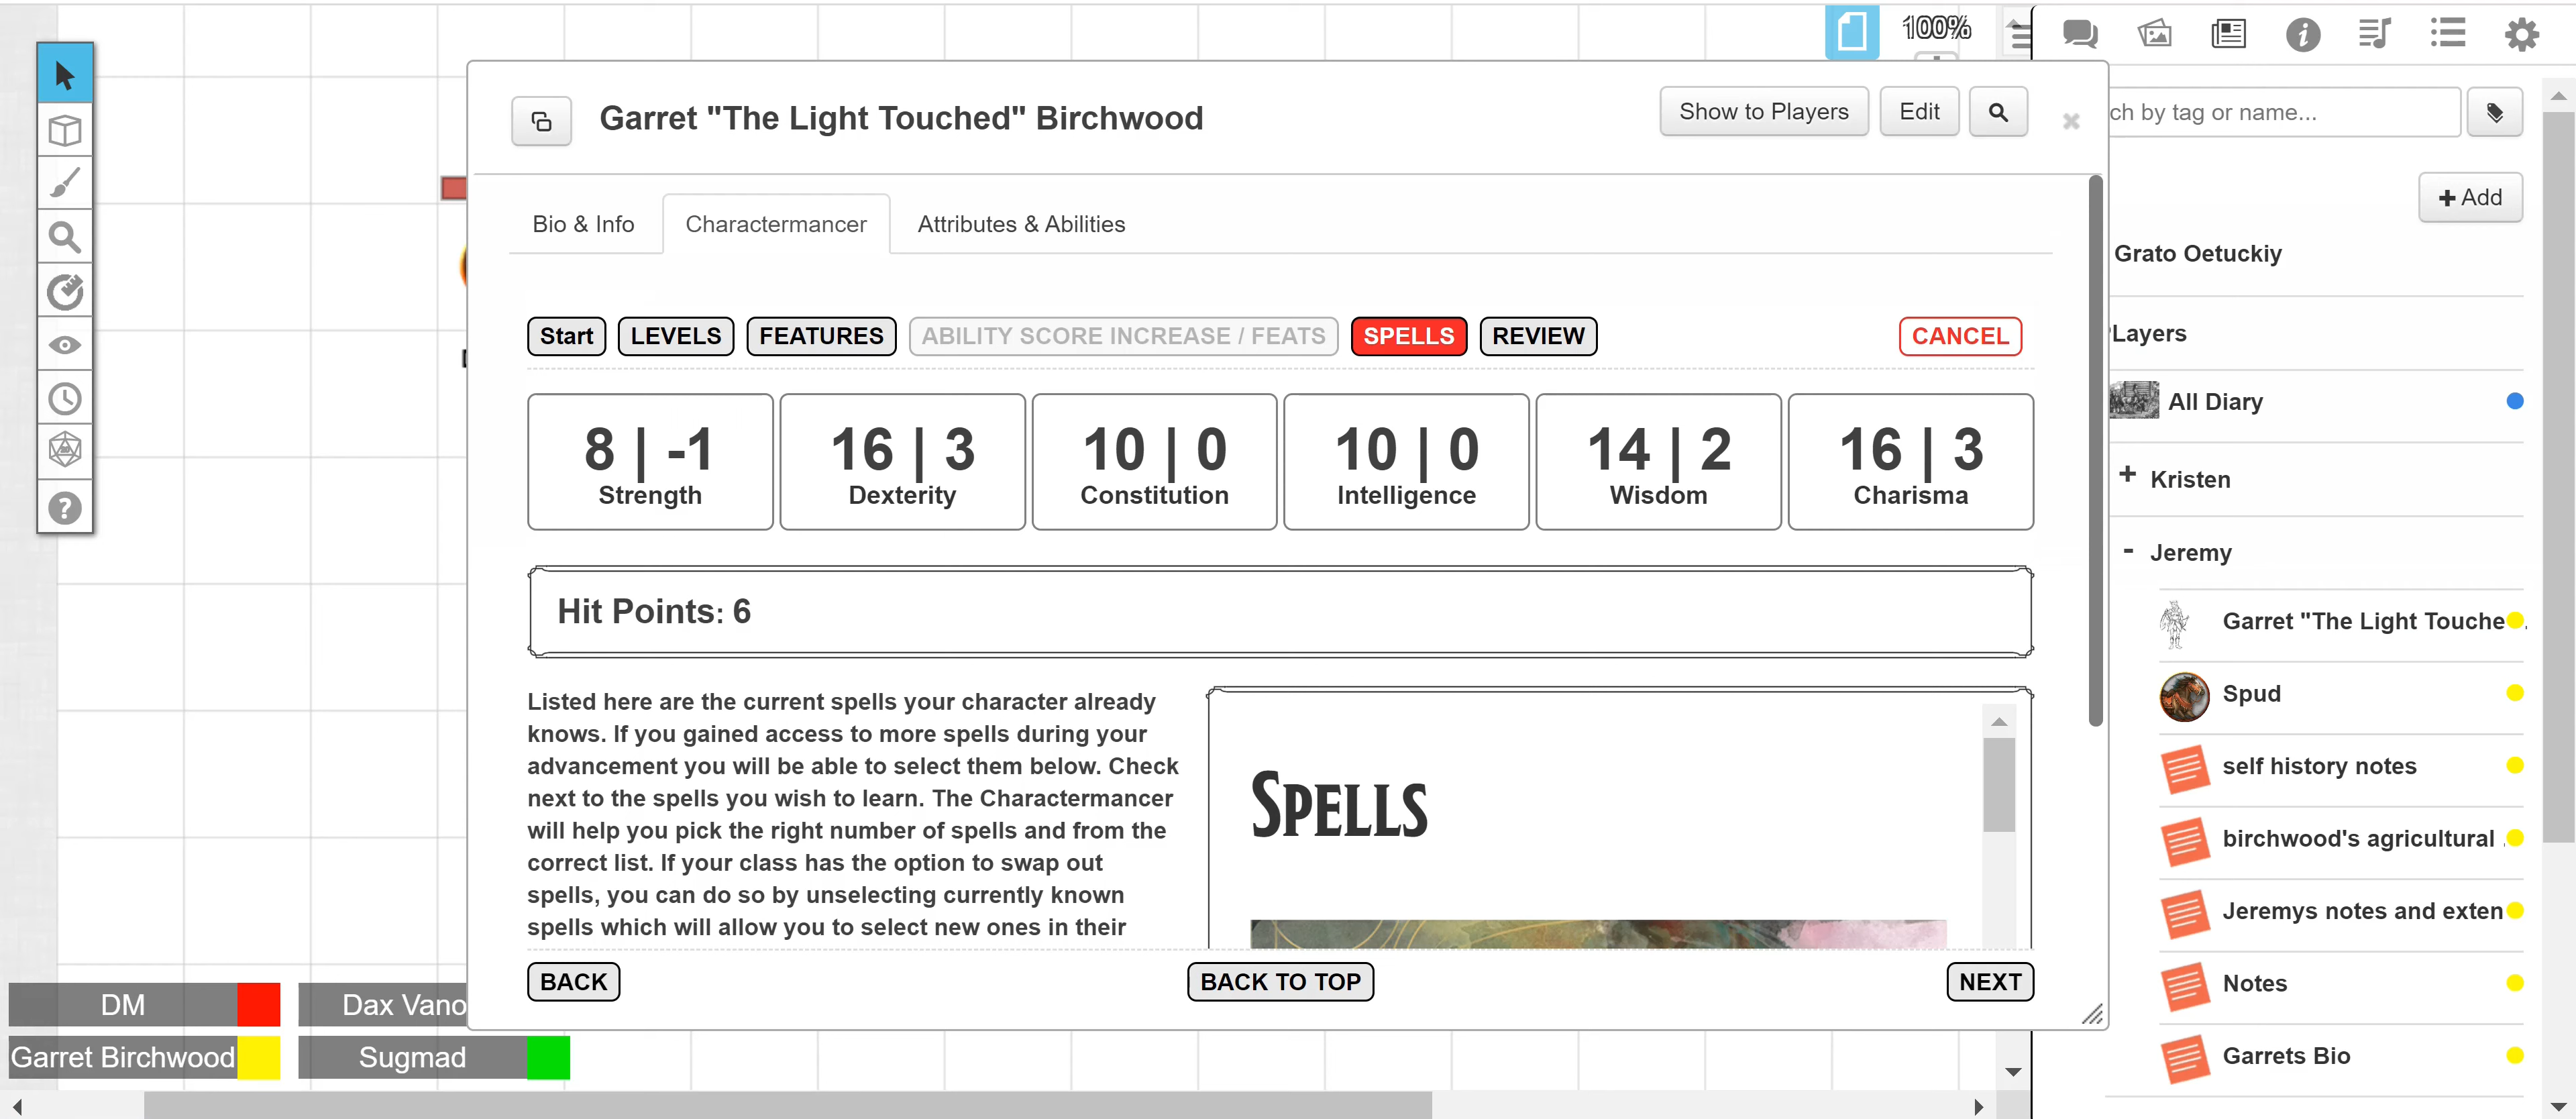 100%
Garret "The Light Touched" Birchwood
Show to Players
Edit
ch by tag or name...
Add
Bio & Info
Charactermancer
Attributes & Abilities
Grato Oetuckiy
Start
LEVELS
FEATURES
ABILITY SCORE INCREASE / FEATS
SPELLS
REVIEW
CANCEL
Layers
All Diary
8 | -1
Strength
16 | 3
Dexterity
10 | 0
Constitution
10 | 0
Intelligence
14 | 2
Wisdom
16 | 3
Charisma
+ Kristen
- Jeremy
Hit Points: 6
Garret "The Light Touche
Spud
self history notes
birchwood's agricultural
Jeremys notes and exten
Notes
Garrets Bio
Listed here are the current spells your character already
knows. If you gained access to more spells during your
advancement you will be able to select them below. Check
next to the spells you wish to learn. The Charactermancer
will help you pick the right number of spells and from the
correct list. If your class has the option to swap out
spells, you can do so by unselecting currently known
spells which will allow you to select new ones in their
SPELLS
BACK
BACK TO TOP
NEXT
DM
Dax Vano
Garret Birchwood
Sugmad